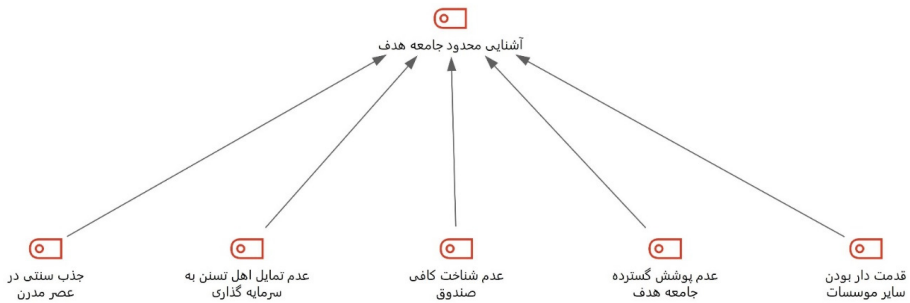 آشنایی محدود جامعه هدف
قدمت دار بودن
سایر موسسات
عدم پوشش گسترده
جامعه هدف
عدم شناخت کافی
صندوق
عدم تمایل اهل تسنن به
سرمایه گذاری
جذب سنتی در
عصر مدرن